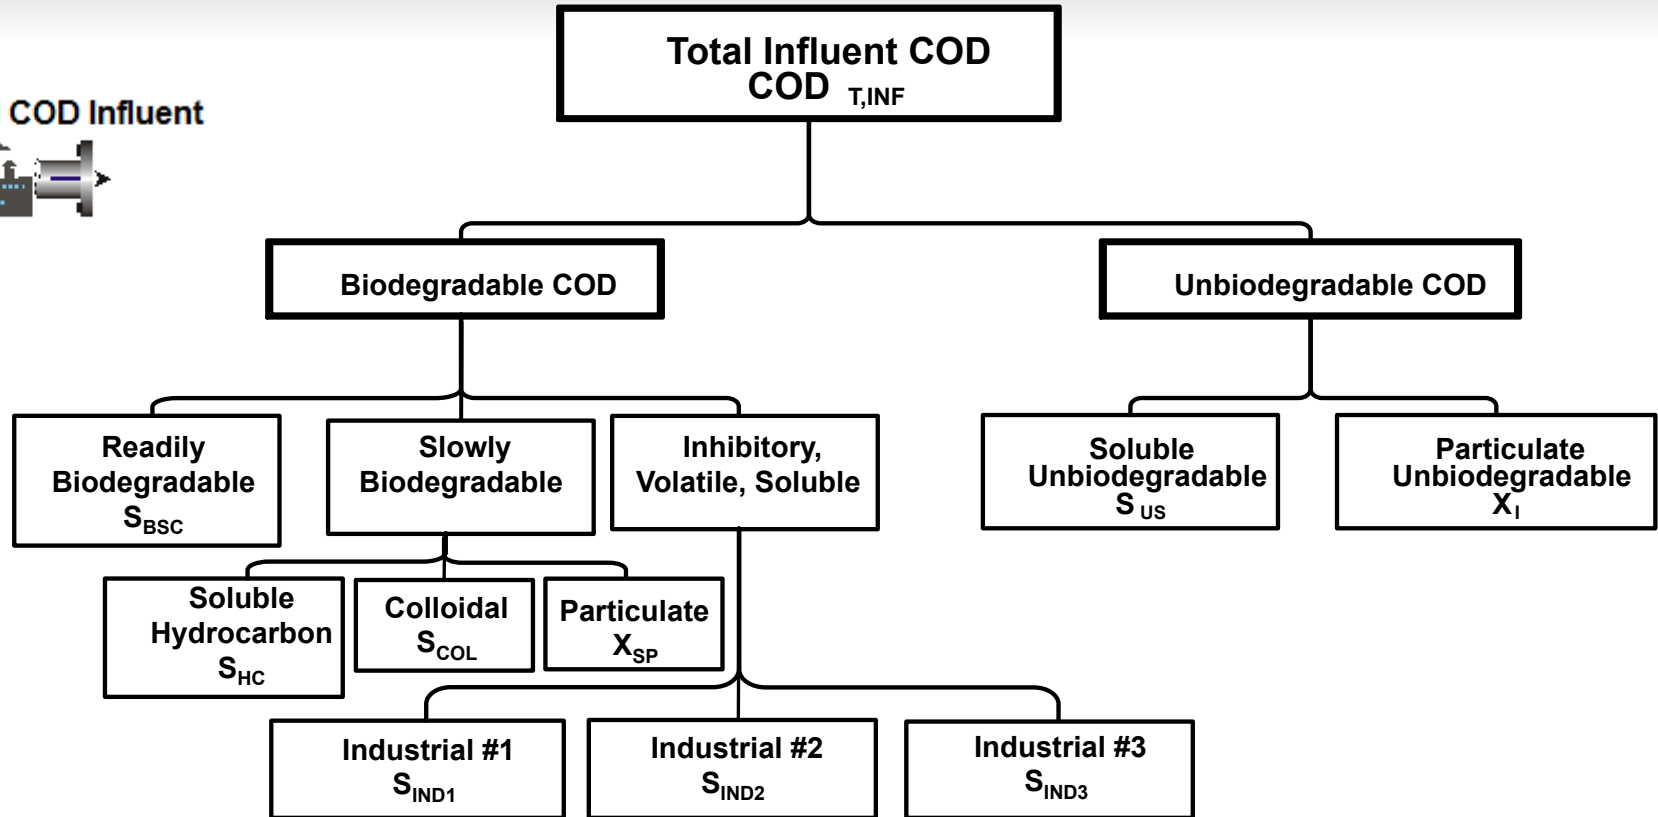 Total Influent COD
COD T,INF
COD Influent
Biodegradable COD
Unbiodegradable COD
Readily
Biodegradable
SBSC
Slowly
Biodegradable
Inhibitory,
Volatile, Soluble
Soluble
Unbiodegradable
S US
Particulate
Unbiodegradable
X I
Soluble
Hydrocarbon
SHC
Colloidal
SCOL
Particulate
XSP
Industrial #1
SIND1
Industrial #2
SIND2
Industrial #3
SIND3